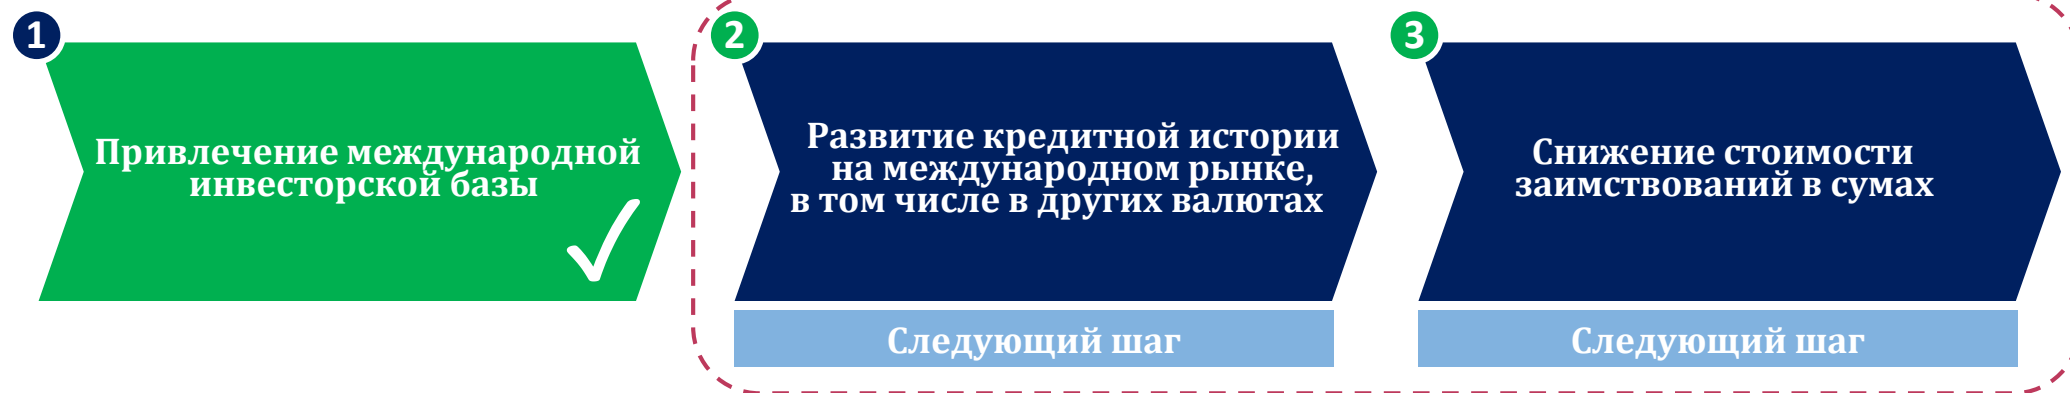 1
Привлечение международной
инвесторской базы
2
Развитие кредитной истории
на международном рынке,
в том числе в других валютах
Следующий шаг
3
Снижение стоимости
заимствований в сумах
Следующий шаг